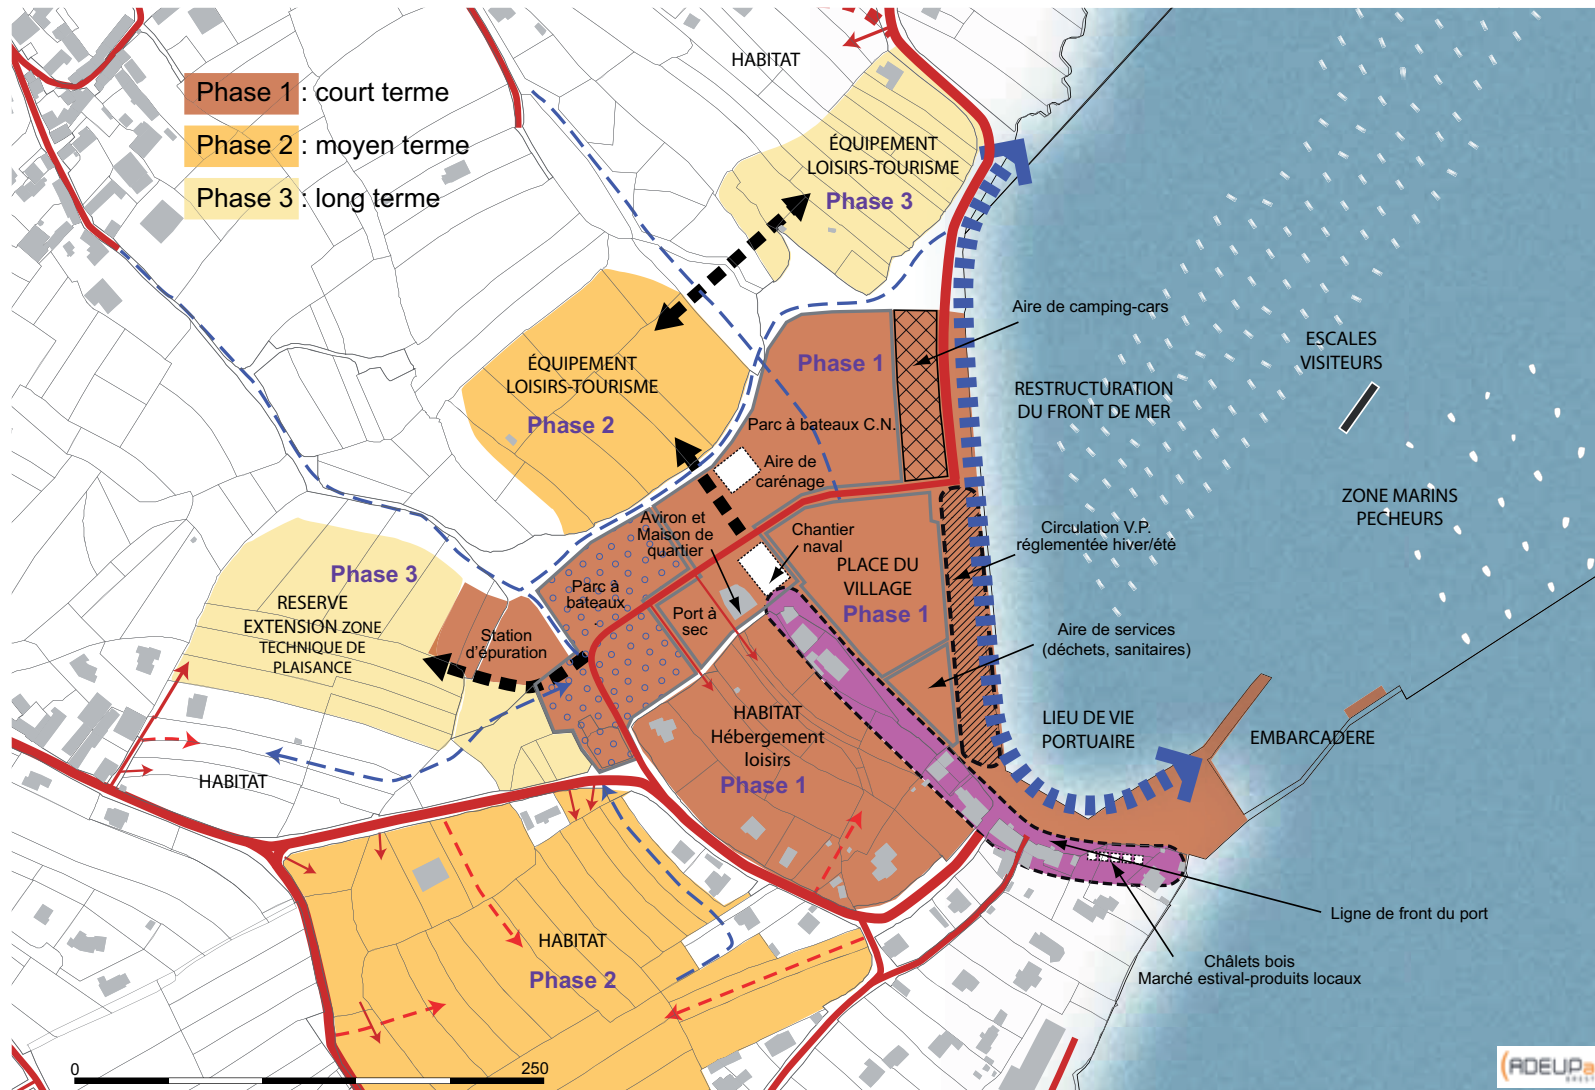 HABITAT
Phase 1 : court terme
Phase 2 : moyen terme
Phase 3 : long terme
ÉQUIPEMENT
LOISIRS-TOURISME
Phase 3
Aire de camping-cars
ESCALES
VISITEURS
ÉQUIPEMENT
LOISIRS-TOURISME
Phase 2
Phase 1
RESTRUCTURATION
DU FRONT DE MER
Parc à bateaux C.N.
Aire de
carénage
ZONE MARINS
PECHEURS
Aviron et
Maison de
quartier
Chantier
naval
Circulation V.P.
réglementée hiver/été
PLACE DU
VILLAGE
Phase 1
Phase 3
RESERVE
EXTENSION ZONE
TECHNIQUE DE
PLAISANCE
Parc à
bateaux
Port à
sec
Station
d'épuration
Aire de services
(déchets, sanitaires)
HABITAT
Hébergement
loisirs
Phase 1
LIEU DE VIE
PORTUAIRE
EMBARCADERE
HABITAT
Ligne de front du port
HABITAT
Phase 2
Châlets bois
Marché estival-produits locaux
0
250
ADEUPa
BREST